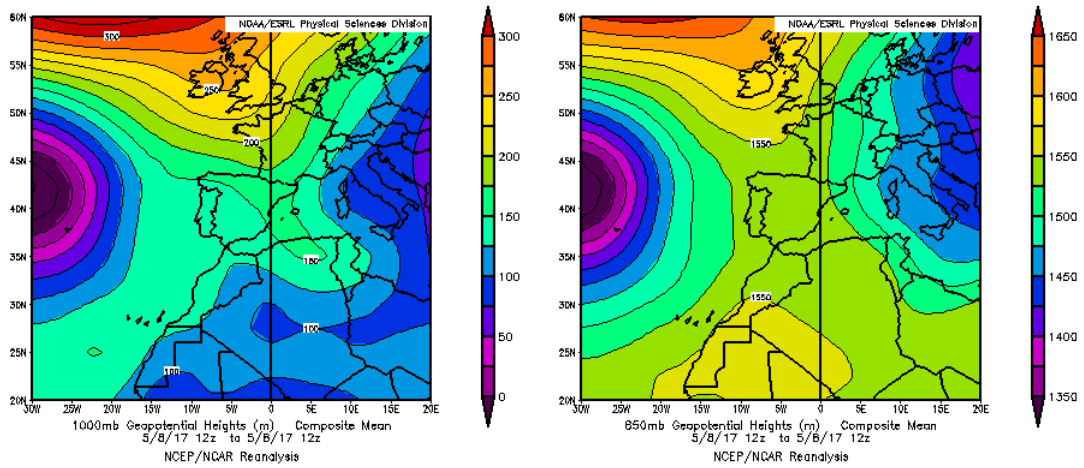 NOAA/ESRL Physical Sciences Division
60N
55N
50N
45N
40N
35N
30N
25N
20N
30W 25W 20W 15W 10W 5W 0 5E 10E 15E 20E
300
250
200
100
100
300
250
200
150
100
50
0
1000mb Geopotential Heights (m) Composite Mean
5/8/17 12z to 5/8/17 12z
NCEP/NCAR Reanalysis
NOAA/ESRL Physical Sciences Division
60N
55N
50N
45N
40N
35N
30N
25N
20N
30W 25W 20W 15W 10W 5W 0 5E 10E 15E 20E
1550
1550
1650
1600
1550
1500
1450
1400
1350
850mb Geopotential Heights (m) Composite Mean
5/8/17 12z to 5/8/17 12z
NCEP/NCAR Reanalysis